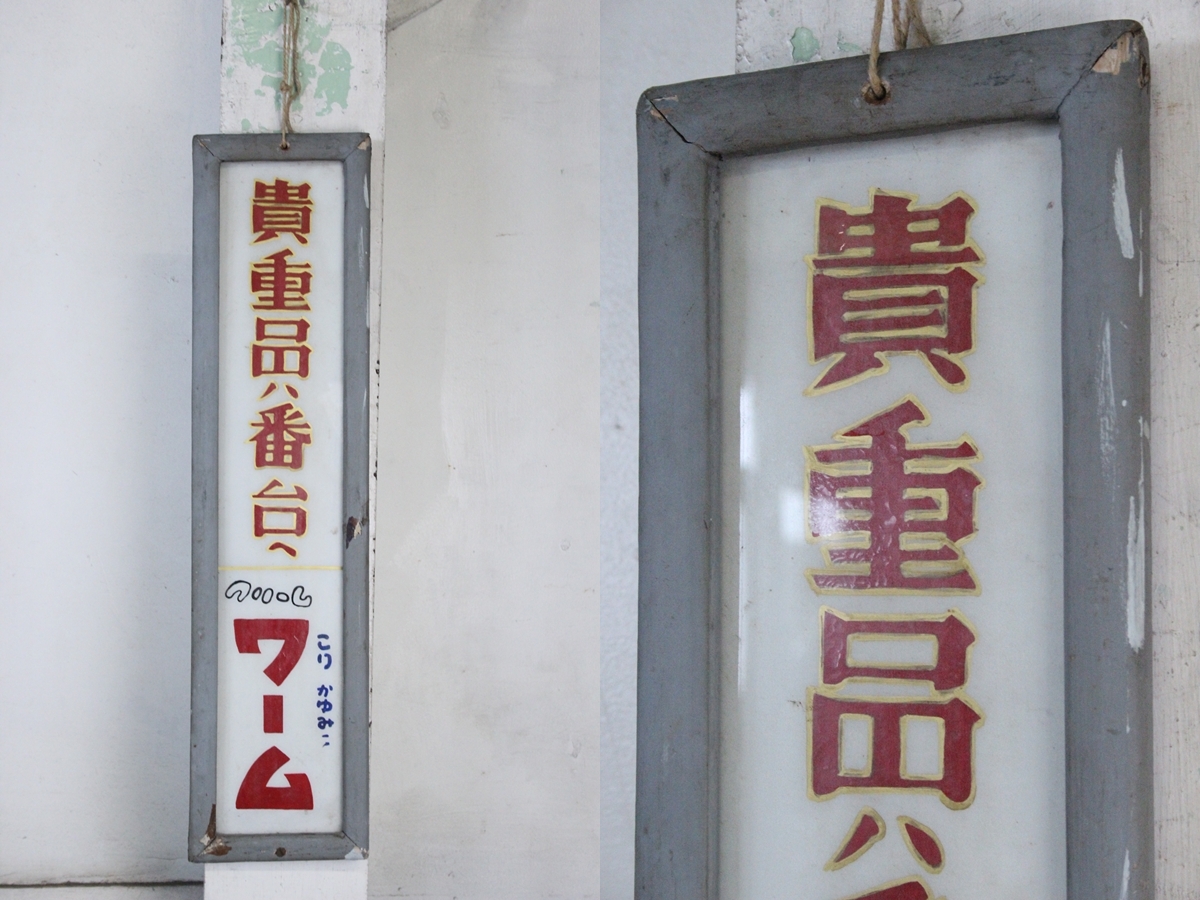 貴重品ハ番台ヘ
ワーム
こり かゆみに
貴重品ハ